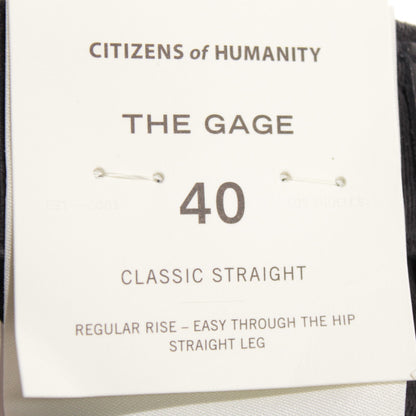 CITIZENS of HUMANITY
THE GAGE
40
CLASSIC STRAIGHT
REGULAR RISE – EASY THROUGH THE HIP
STRAIGHT LEG